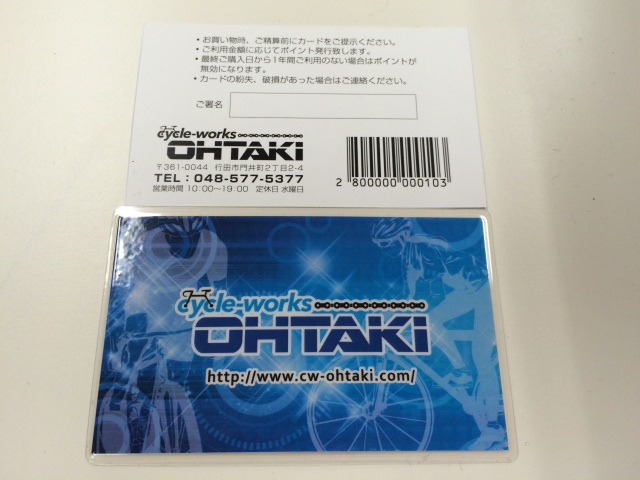 ・お買い物時、ご精算前にカードをご提示ください。
・ご利用金額に応じてポイント発行致します。
・最終ご購入日から1年間ご利用のない場合はポイントが
無効になります。
・カードの紛失、破損があった場合はご連絡ください。
ご署名
cycle-works
OHTAKI
〒361-0044 行田市門井町2丁目2-4
TEL：048-577-5377
営業時間 10:00〜19:00 定休日 水曜日
2 800000 000103
cycle-works
OHTAKI
http://www.cw-ohtaki.com/